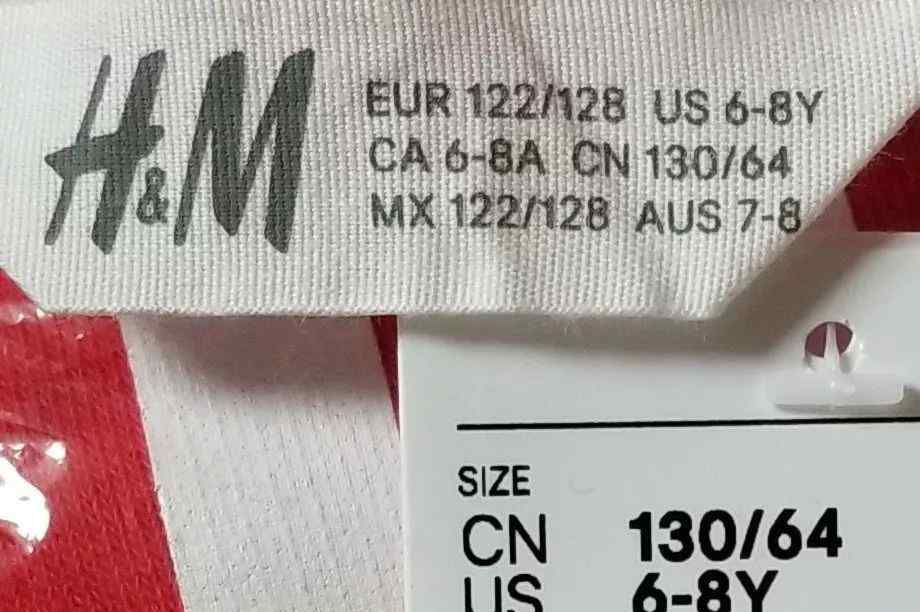 H&M
EUR 122/128 US 6-8Y
CA 6-8A CN 130/64
MX 122/128 AUS 7-8
SIZE
CN 130/64
US 6-8Y